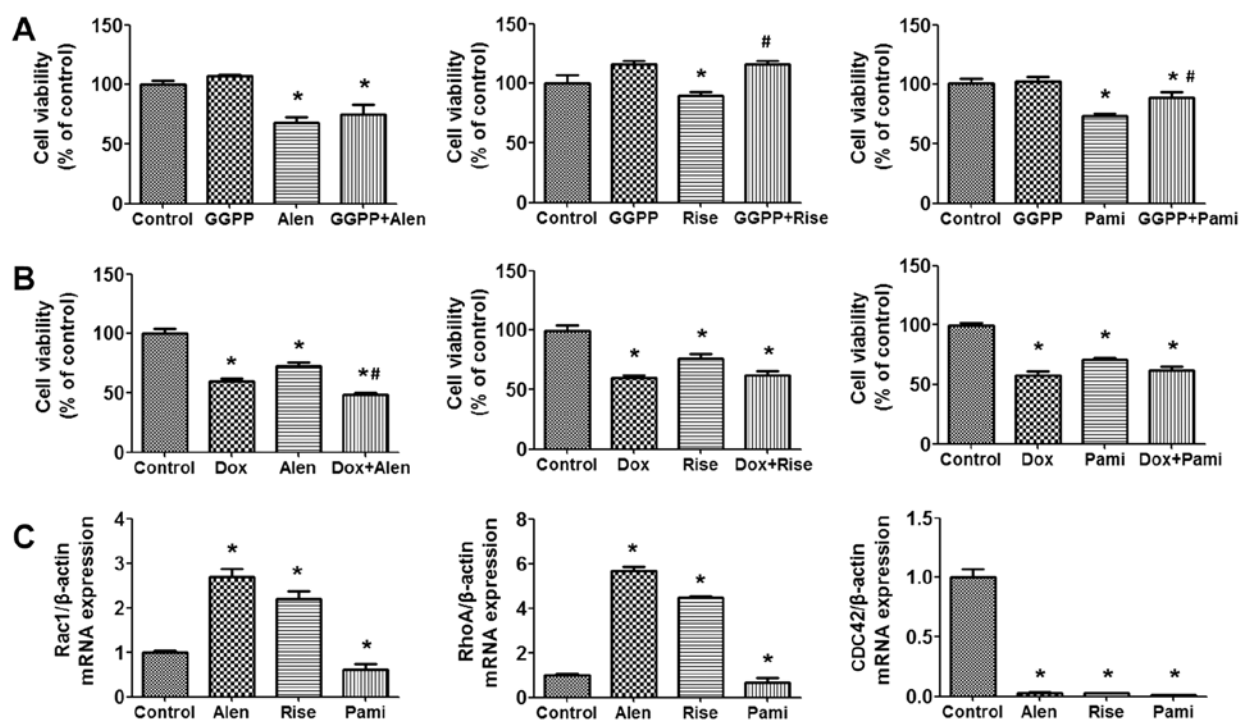 A
Cell viability
(% of control)
150
100
50
0
*
*
Control GGPP Alen GGPP+Alen
Cell viability
(% of control)
150
100
50
0
*
#
Control GGPP Rise GGPP+Rise
Cell viability
(% of control)
150
100
50
0
*
* #
Control GGPP Pami GGPP+Pami
B
Cell viability
(% of control)
150
100
50
0
*
*
*#
Control Dox Alen Dox+Alen
Cell viability
(% of control)
150
100
50
0
*
*
*
Control Dox Rise Dox+Rise
Cell viability
(% of control)
150
100
50
0
*
*
*
Control Dox Pami Dox+Pami
C
Rac1/β-actin
mRNA expression
4
3
2
1
0
*
*
*
Control Alen Rise Pami
RhoA/β-actin
mRNA expression
8
6
4
2
0
*
*
*
Control Alen Rise Pami
CDC42/β-actin
mRNA expression
1.5
1.0
0.5
0.0
*
*
*
Control Alen Rise Pami